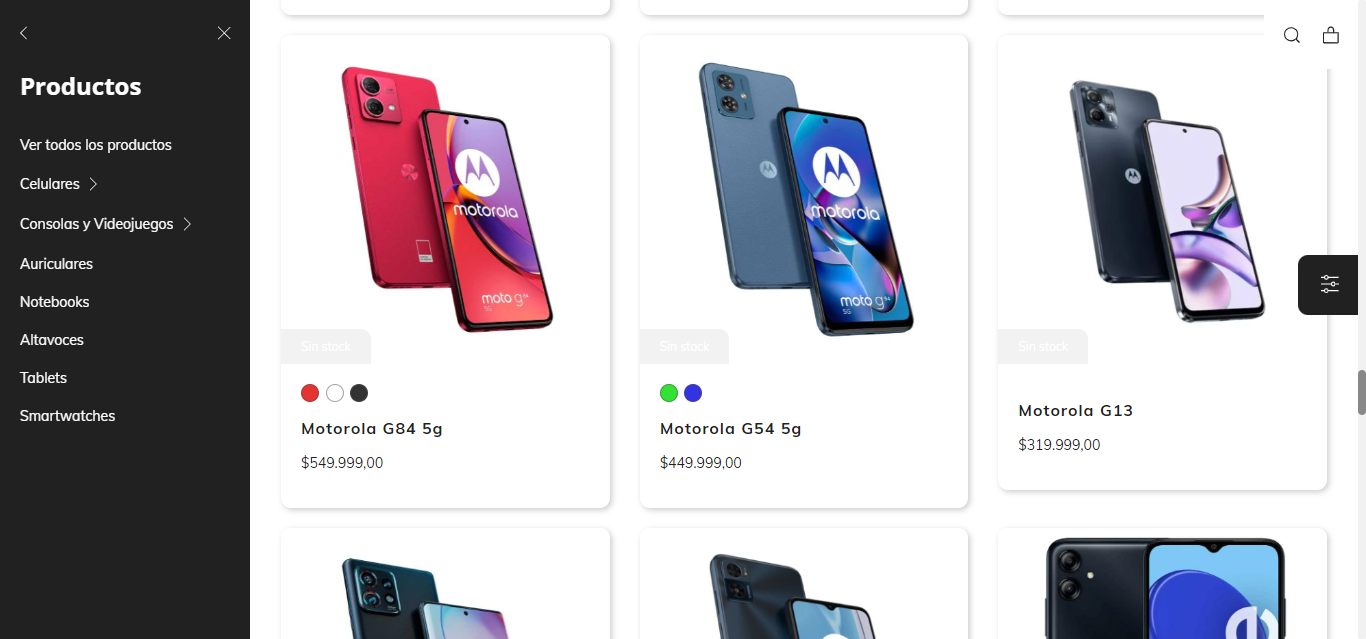 Productos
Ver todos los productos
Celulares
Consolas y Videojuegos
Auriculares
Notebooks
Altavoces
Tablets
Smartwatches
motorola
moto g84
5G
Sin stock
Motorola G84 5g
$549.999,00
motorola
moto g54
5G
Sin stock
Motorola G54 5g
$449.999,00
Sin stock
Motorola G13
$319.999,00